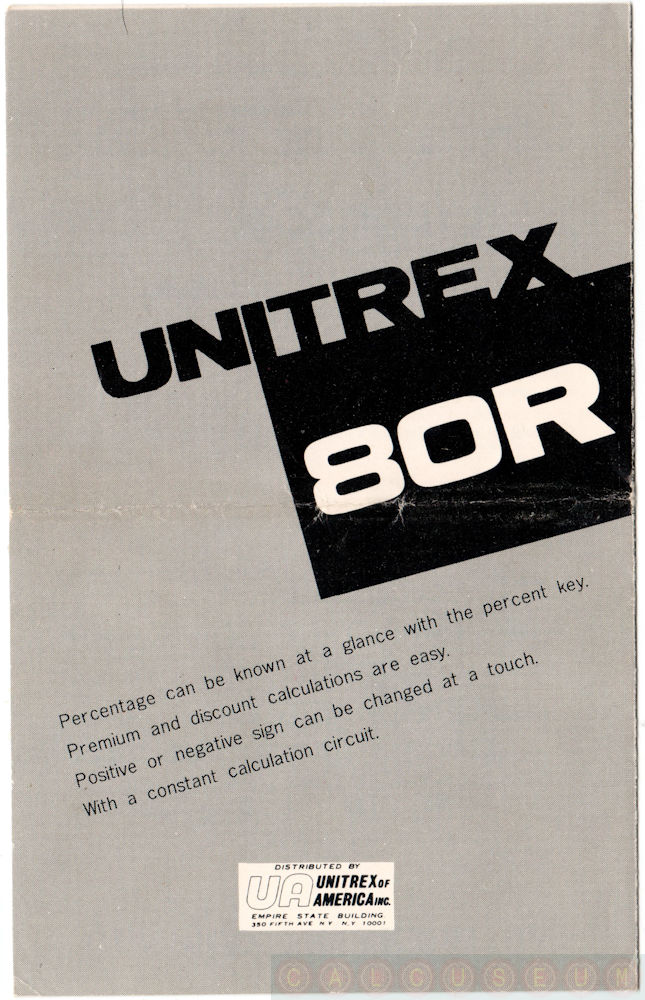 UNITREX
80R
Percentage can be known at a glance with the percent key.
Premium and discount calculations are easy.
Positive or negative sign can be changed at a touch.
With a constant calculation circuit.
DISTRIBUTED BY
UA UNITREX OF
AMERICA INC.
EMPIRE STATE BUILDING
350 FIFTH AVE N Y N.Y 10001
CALCUSEUM